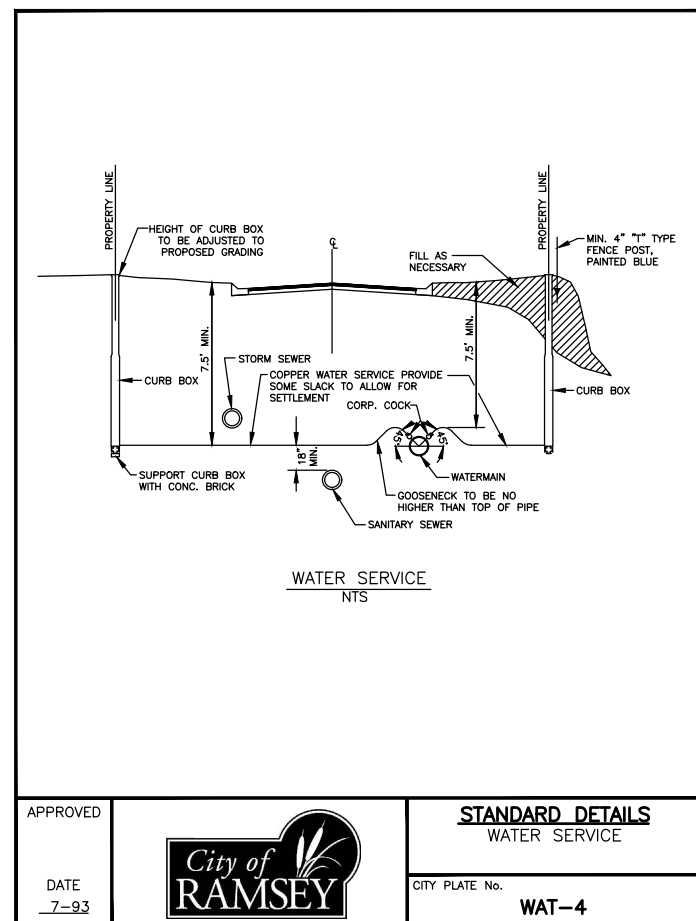 PROPERTY LINE
HEIGHT OF CURB BOX
TO BE ADJUSTED TO
PROPOSED GRADING
℄
FILL AS
NECESSARY
PROPERTY LINE
MIN. 4" "T" TYPE
FENCE POST,
PAINTED BLUE
7.5' MIN.
7.5' MIN.
STORM SEWER
COPPER WATER SERVICE PROVIDE
SOME SLACK TO ALLOW FOR
SETTLEMENT
CURB BOX
CORP. COCK
CURB BOX
45°
45°
18"
MIN.
SUPPORT CURB BOX
WITH CONC. BRICK
WATERMAIN
GOOSENECK TO BE NO
HIGHER THAN TOP OF PIPE
SANITARY SEWER
WATER SERVICE
NTS
APPROVED
DATE
7-93
City of
RAMSEY
STANDARD DETAILS
WATER SERVICE
CITY PLATE No.
WAT-4